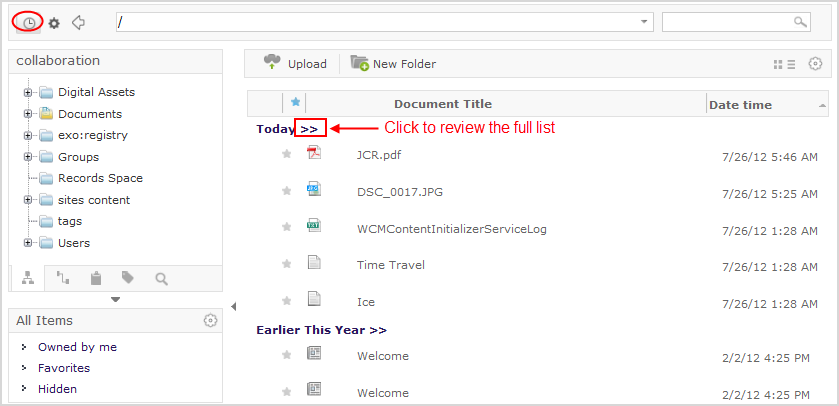 /
collaboration
Digital Assets
Documents
exo:registry
Groups
Records Space
sites content
tags
Users
All Items
Owned by me
Favorites
Hidden
Upload New Folder
Document Title Date time
Today >> Click to review the full list
JCR.pdf 7/26/12 5:46 AM
DSC_0017.JPG 7/26/12 5:25 AM
WCMContentInitializerServiceLog 7/26/12 1:28 AM
Time Travel 7/26/12 1:28 AM
Ice 7/26/12 1:28 AM
Earlier This Year >>
Welcome 2/2/12 4:25 PM
Welcome 2/2/12 4:25 PM